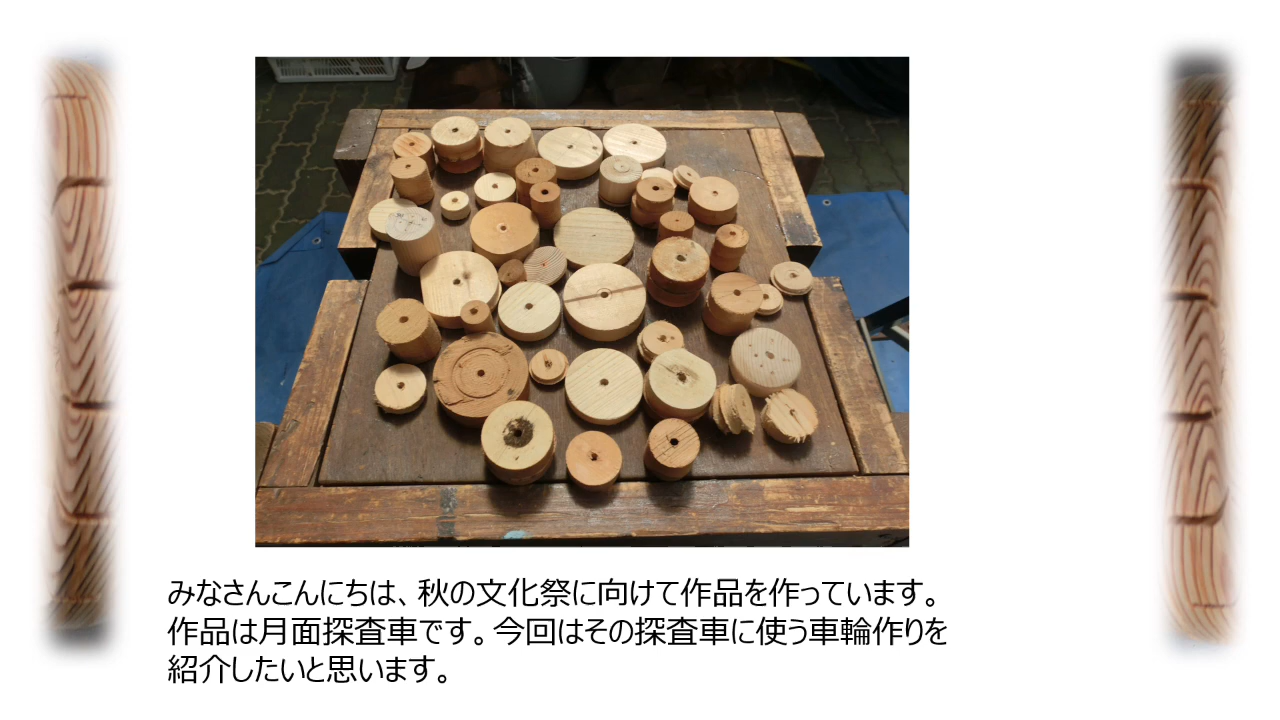 みなさんこんにちは、秋の文化祭に向けて作品を作っています。
作品は月面探査車です。今回はその探査車に使う車輪作りを
紹介したいと思います。